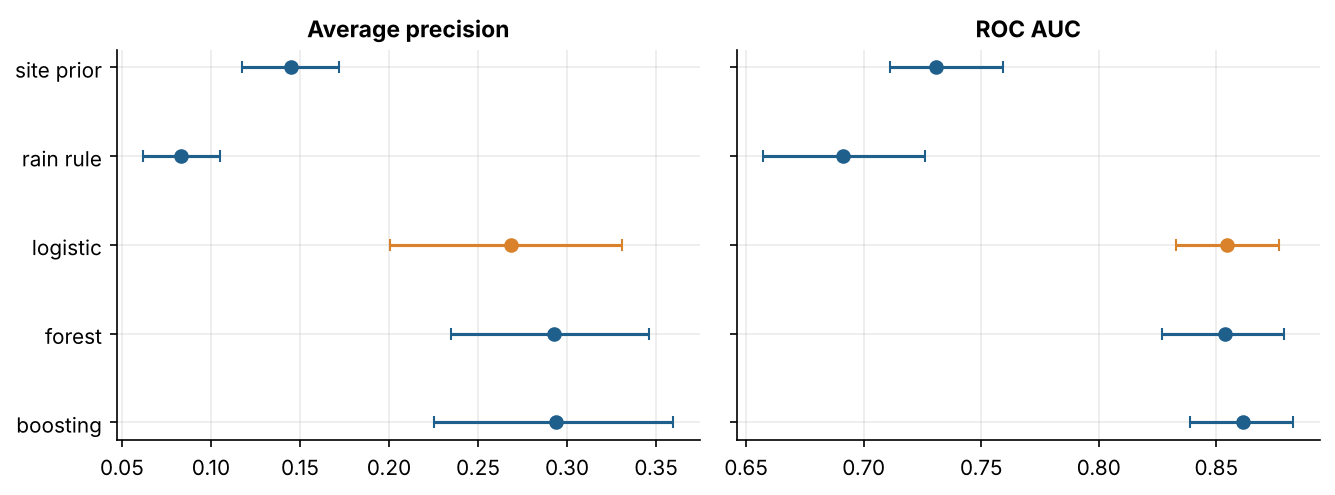 Average precision
ROC AUC
site prior
rain rule
logistic
forest
boosting
0.05 0.10 0.15 0.20 0.25 0.30 0.35
0.65 0.70 0.75 0.80 0.85